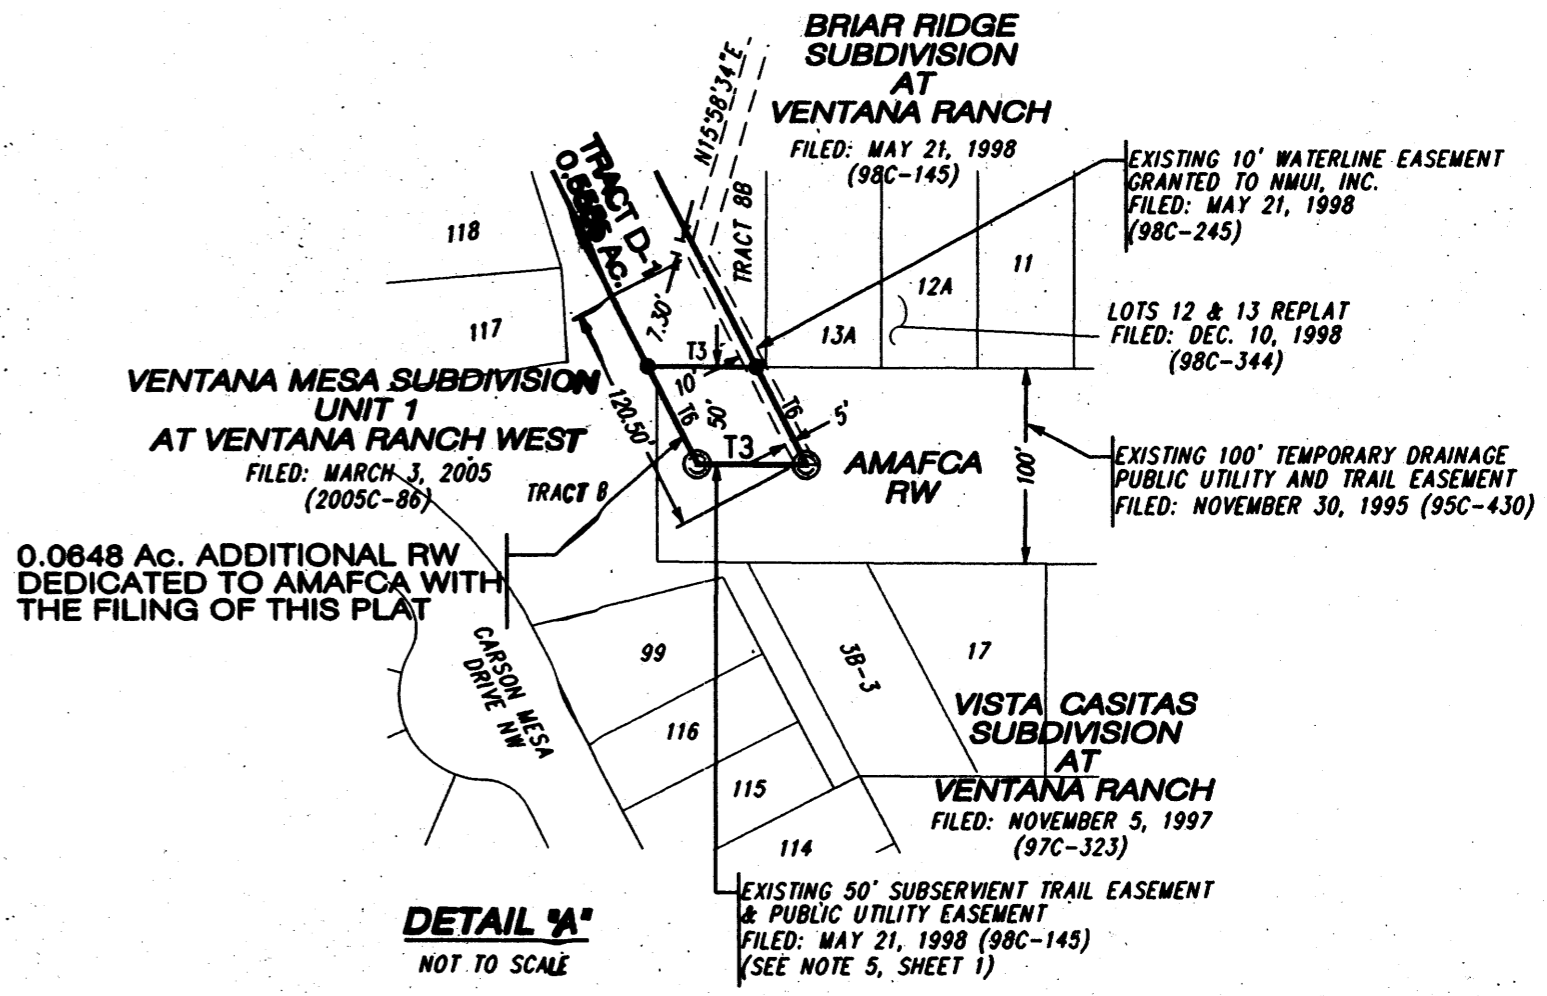 BRIAR RIDGE
SUBDIVISION
AT
VENTANA RANCH
FILED: MAY 21, 1998
(98C-145)
N15°58'34"E
TRACT D-1
AC.
TRACT 8B
EXISTING 10' WATERLINE EASEMENT
GRANTED TO NMUI, INC.
FILED: MAY 21, 1998
(98C-245)
118
117
11
12A
13A
LOTS 12 & 13 REPLAT
FILED: DEC. 10, 1998
(98C-344)
7.30'
T3
10'
T6
50'
T6
5'
T3
120.50'
VENTANA MESA SUBDIVISION
UNIT 1
AT VENTANA RANCH WEST
FILED: MARCH 3, 2005
(2005C-86)
TRACT B
AMAFCA
RW
100'
EXISTING 100' TEMPORARY DRAINAGE
PUBLIC UTILITY AND TRAIL EASEMENT
FILED: NOVEMBER 30, 1995 (95C-430)
0.0648 Ac. ADDITIONAL RW
DEDICATED TO AMAFCA WITH
THE FILING OF THIS PLAT
CARSON MESA
DRIVE NW
99
116
115
114
3B-3
17
VISTA CASITAS
SUBDIVISION
AT
VENTANA RANCH
FILED: NOVEMBER 5, 1997
(97C-323)
EXISTING 50' SUBSERVIENT TRAIL EASEMENT
& PUBLIC UTILITY EASEMENT
FILED: MAY 21, 1998 (98C-145)
(SEE NOTE 5, SHEET 1)
DETAIL "A"
NOT TO SCALE